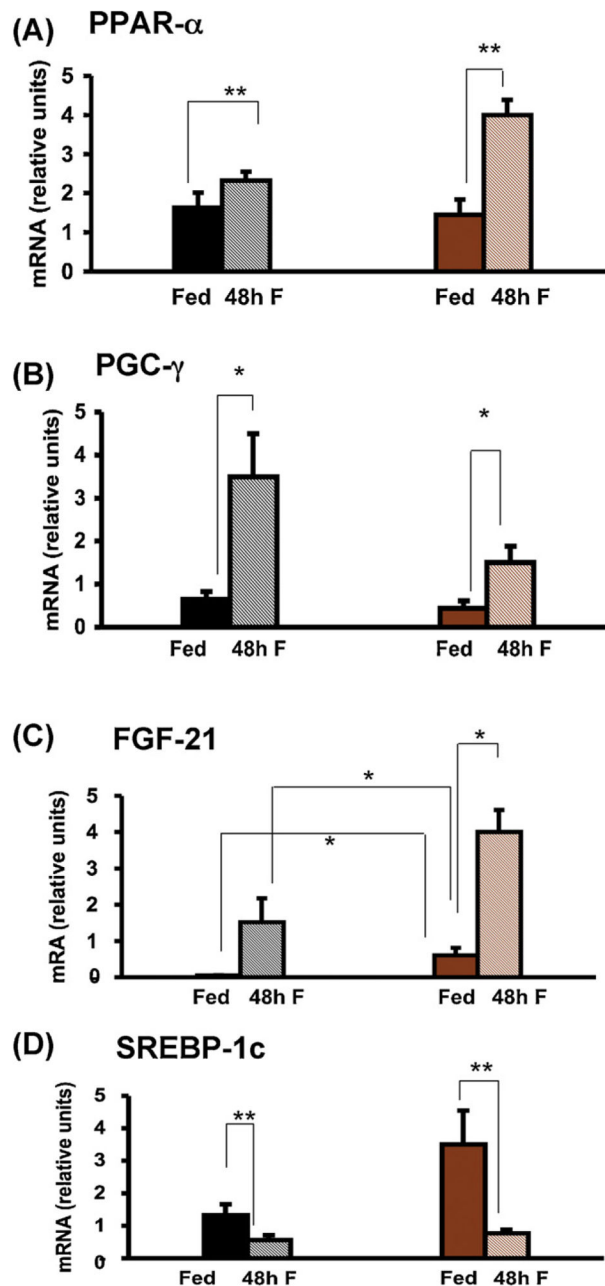 (A) PPAR-α
mRNA (relative units)
5
4
3
2
1
0
**
**
Fed 48h F Fed 48h F
(B) PGC-γ
mRNA (relative units)
5
4
3
2
1
0
*
*
Fed 48h F Fed 48h F
(C) FGF-21
mRA (relative units)
5
4
3
2
1
0
*
*
*
Fed 48h F Fed 48h F
(D) SREBP-1c
mRNA (relative units)
5
4
3
2
1
0
**
**
Fed 48h F Fed 48h F